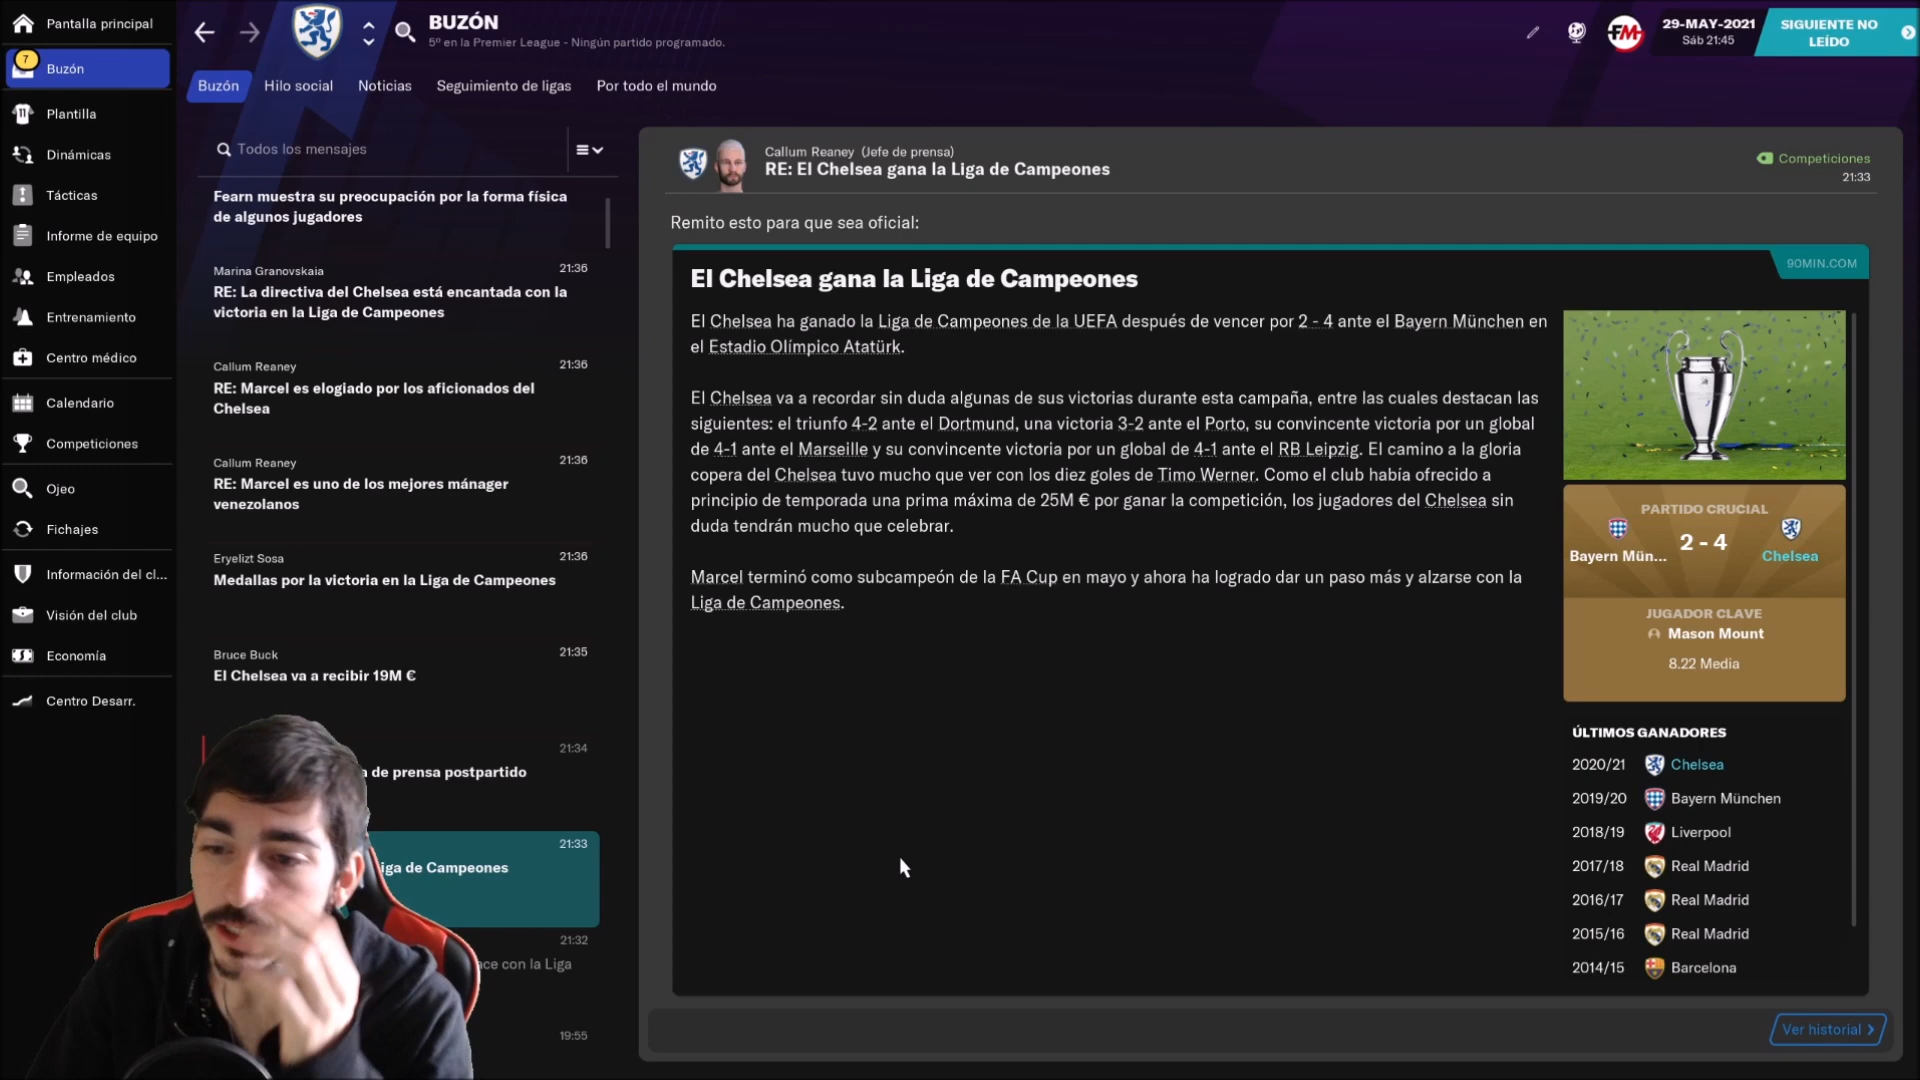 Pantalla principal
7
Buzón
Plantilla
Dinámicas
Tácticas
Informe de equipo
Empleados
Entrenamiento
Centro médico
Calendario
Competiciones
Ojeo
Fichajes
Información del cl...
Visión del club
Economía
Centro Desarr.
BUZÓN
5º en la Premier League - Ningún partido programado.
FM
29-MAY-2021
Sáb 21:45
SIGUIENTE NO
LEÍDO
Buzón
Hilo social
Noticias
Seguimiento de ligas
Por todo el mundo
Todos los mensajes
Fearn muestra su preocupación por la forma física
de algunos jugadores
Marina Granovskaia
21:36
RE: La directiva del Chelsea está encantada con la
victoria en la Liga de Campeones
Callum Reaney
21:36
RE: Marcel es elogiado por los aficionados del
Chelsea
Callum Reaney
21:36
RE: Marcel es uno de los mejores mánager
venezolanos
Eryelizt Sosa
21:36
Medallas por la victoria en la Liga de Campeones
Bruce Buck
21:35
El Chelsea va a recibir 19M €
21:34
de prensa postpartido
21:33
de Campeones
21:32
con la Liga
19:55
Callum Reaney (Jefe de prensa)
RE: El Chelsea gana la Liga de Campeones
Competiciones
21:33
Remito esto para que sea oficial:
90MIN.COM
El Chelsea gana la Liga de Campeones
El Chelsea ha ganado la Liga de Campeones de la UEFA después de vencer por 2 - 4 ante el Bayern München en
el Estadio Olímpico Atatürk.
El Chelsea va a recordar sin duda algunas de sus victorias durante esta campaña, entre las cuales destacan las
siguientes: el triunfo 4-2 ante el Dortmund, una victoria 3-2 ante el Porto, su convincente victoria por un global
de 4-1 ante el Marseille y su convincente victoria por un global de 4-1 ante el RB Leipzig. El camino a la gloria
copera del Chelsea tuvo mucho que ver con los diez goles de Timo Werner. Como el club había ofrecido a
principio de temporada una prima máxima de 25M € por ganar la competición, los jugadores del Chelsea sin
duda tendrán mucho que celebrar.
Marcel terminó como subcampeón de la FA Cup en mayo y ahora ha logrado dar un paso más y alzarse con la
Liga de Campeones.
PARTIDO CRUCIAL
2 - 4
Bayern Mün...
Chelsea
JUGADOR CLAVE
Mason Mount
8.22 Media
ÚLTIMOS GANADORES
2020/21 Chelsea
2019/20 Bayern München
2018/19 Liverpool
2017/18 Real Madrid
2016/17 Real Madrid
2015/16 Real Madrid
2014/15 Barcelona
Ver historial